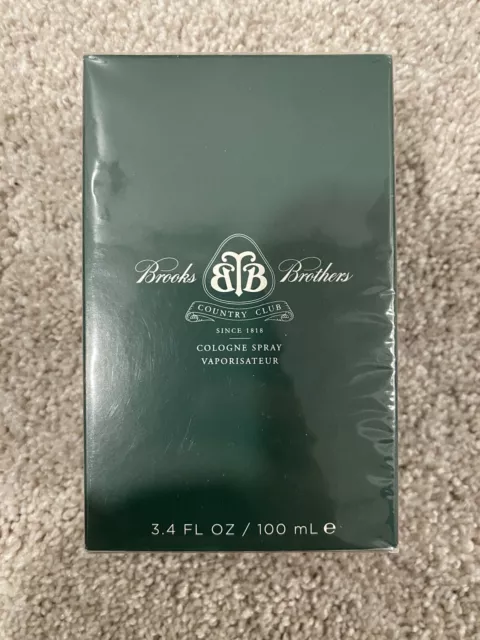 Brooks BB Brothers
COUNTRY CLUB
SINCE 1818
COLOGNE SPRAY
VAPORISATEUR
3.4 FL OZ / 100 mL ℮